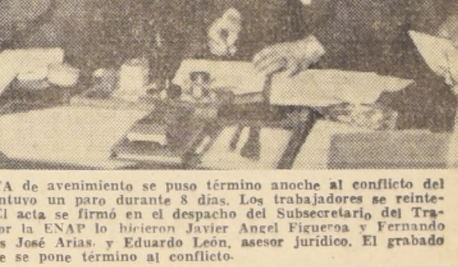 TA de avenimiento se puso término anoche al conflicto del
ntuvo un paro durante 8 días. Los trabajadores se reinte-
El acta se firmó en el despacho del Subsecretario del Tra-
or la ENAP lo hicieron Javier Angel Figueroa y Fernando
s José Arias. y Eduardo León, asesor jurídico. El grabado
e se pone término al conflicto.